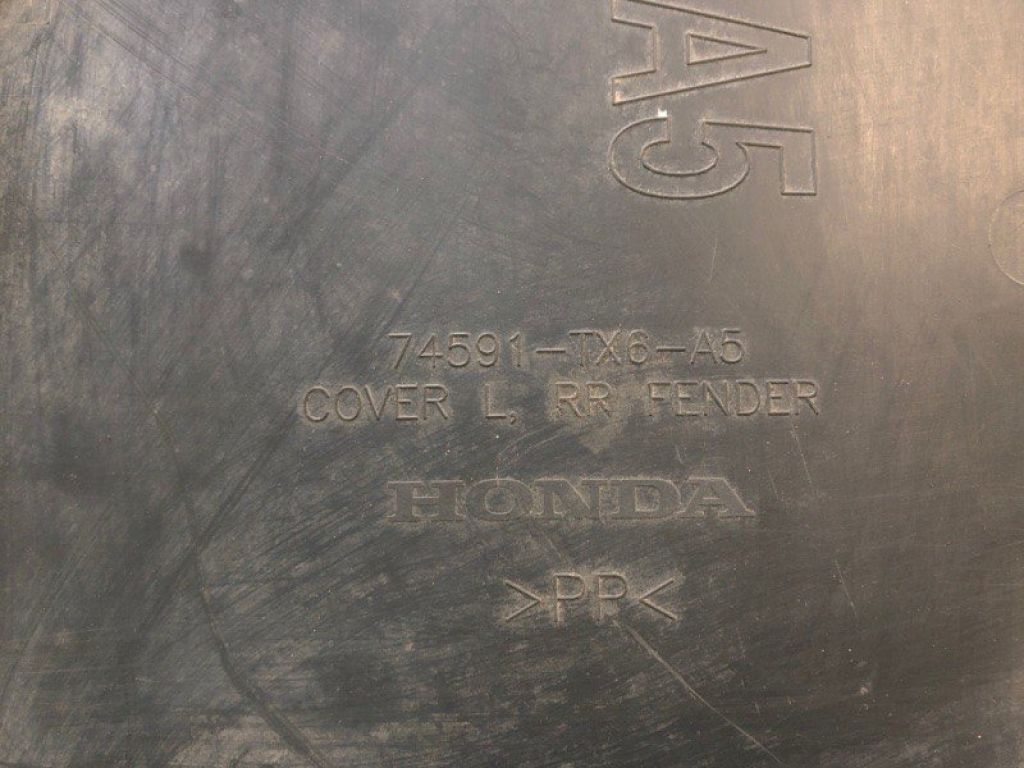 A5
74591-TX6-A5
COVER L, RR FENDER
HONDA
>PP<